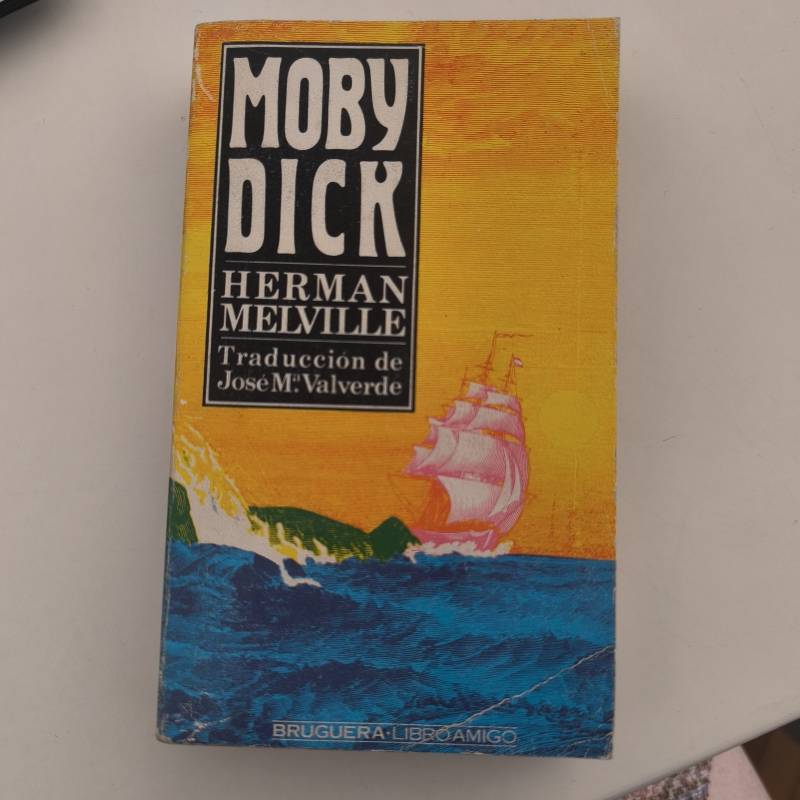 MOBY
DICK
HERMAN
MELVILLE
Traducción de
José Mª. Valverde
BRUGUERA·LIBRO AMIGO